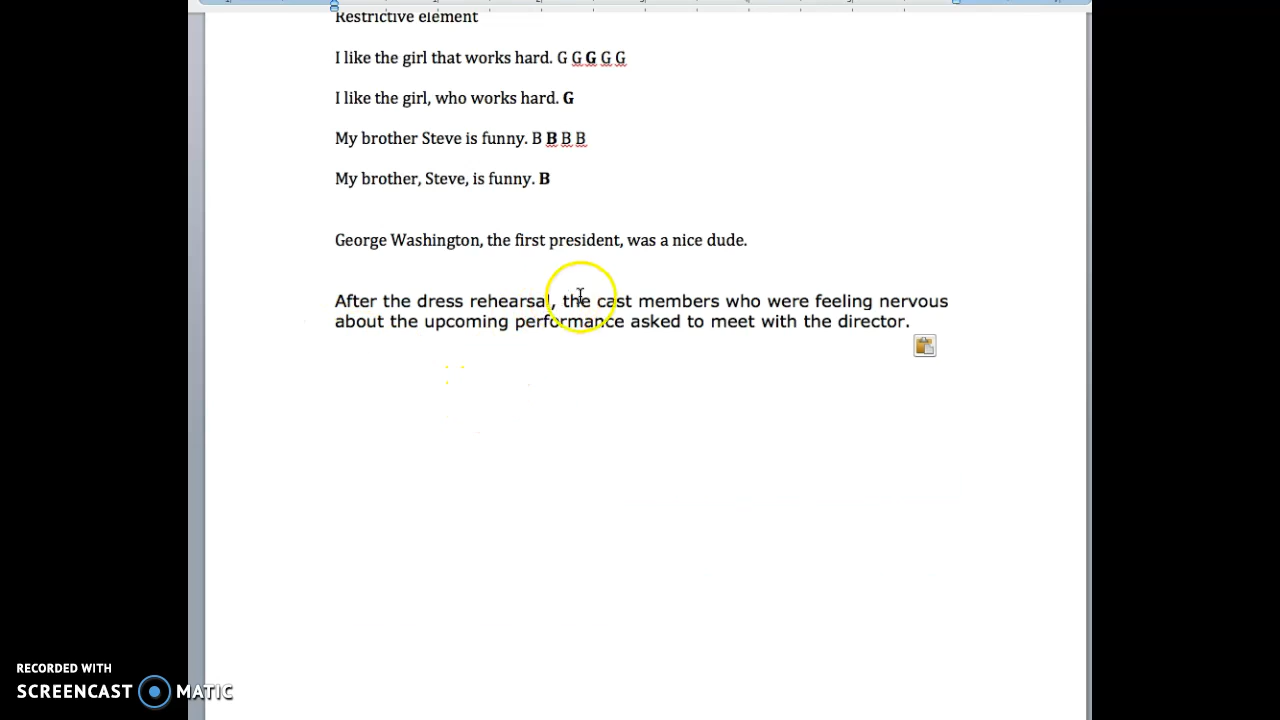 Restrictive element
I like the girl that works hard. G G G G G
I like the girl, who works hard. G
My brother Steve is funny. B B B B
My brother, Steve, is funny. B
George Washington, the first president, was a nice dude.
After the dress rehearsal, the cast members who were feeling nervous
about the upcoming performance asked to meet with the director.
RECORDED WITH
SCREENCAST MATIC